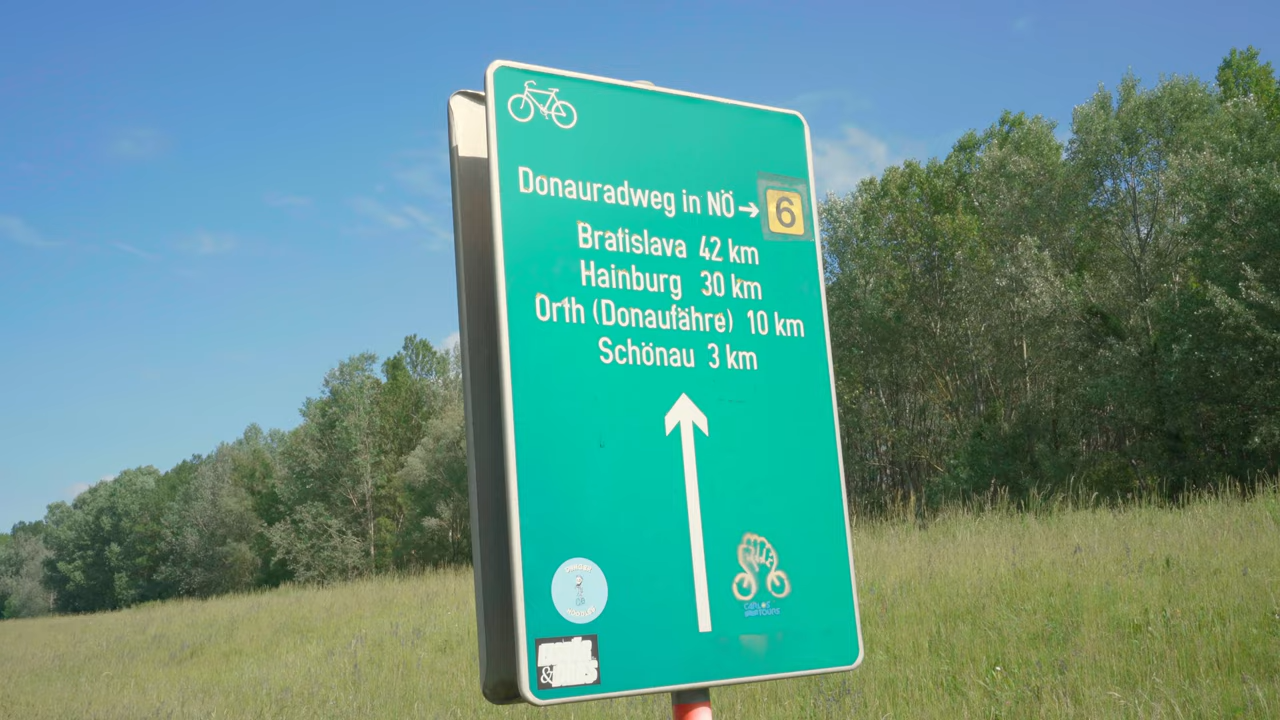 Donauradweg in NÖ → 6
Bratislava 42 km
Hainburg 30 km
Orth (Donaufähre) 10 km
Schönau 3 km